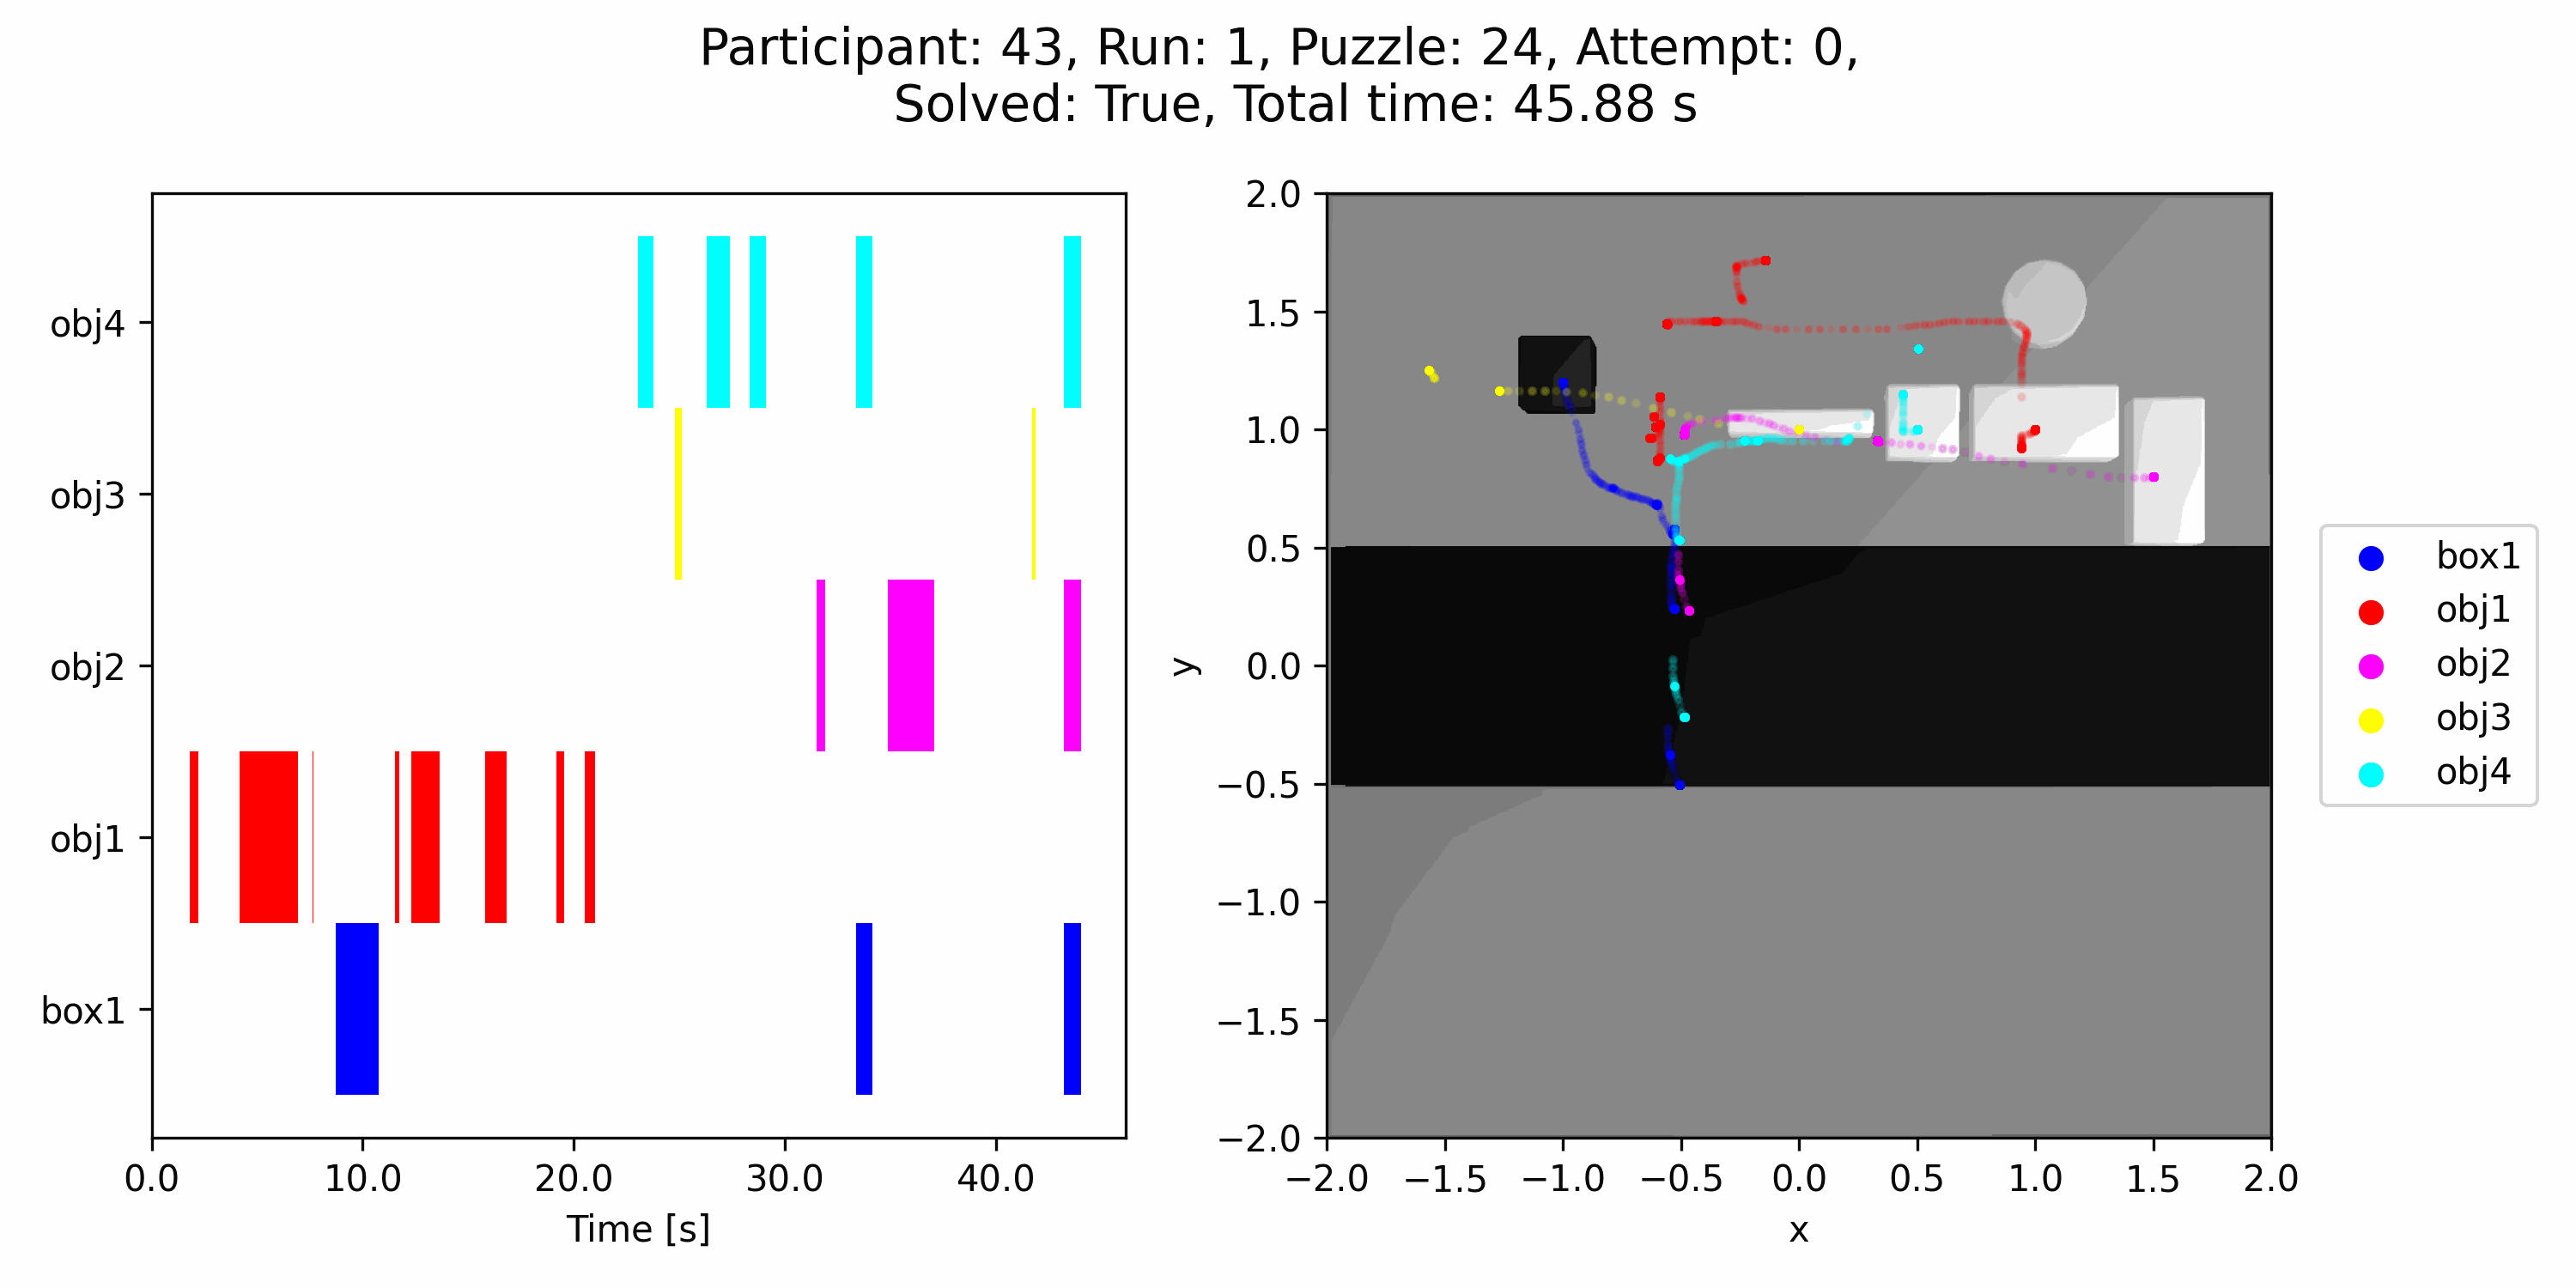 Participant: 43, Run: 1, Puzzle: 24, Attempt: 0,
Solved: True, Total time: 45.88 s
obj4
obj3
obj2
obj1
box1
0.0 10.0 20.0 30.0 40.0
Time [s]
2.0
1.5
1.0
0.5
0.0
−0.5
−1.0
−1.5
−2.0
y
−2.0 −1.5 −1.0 −0.5 0.0 0.5 1.0 1.5 2.0
x
box1
obj1
obj2
obj3
obj4